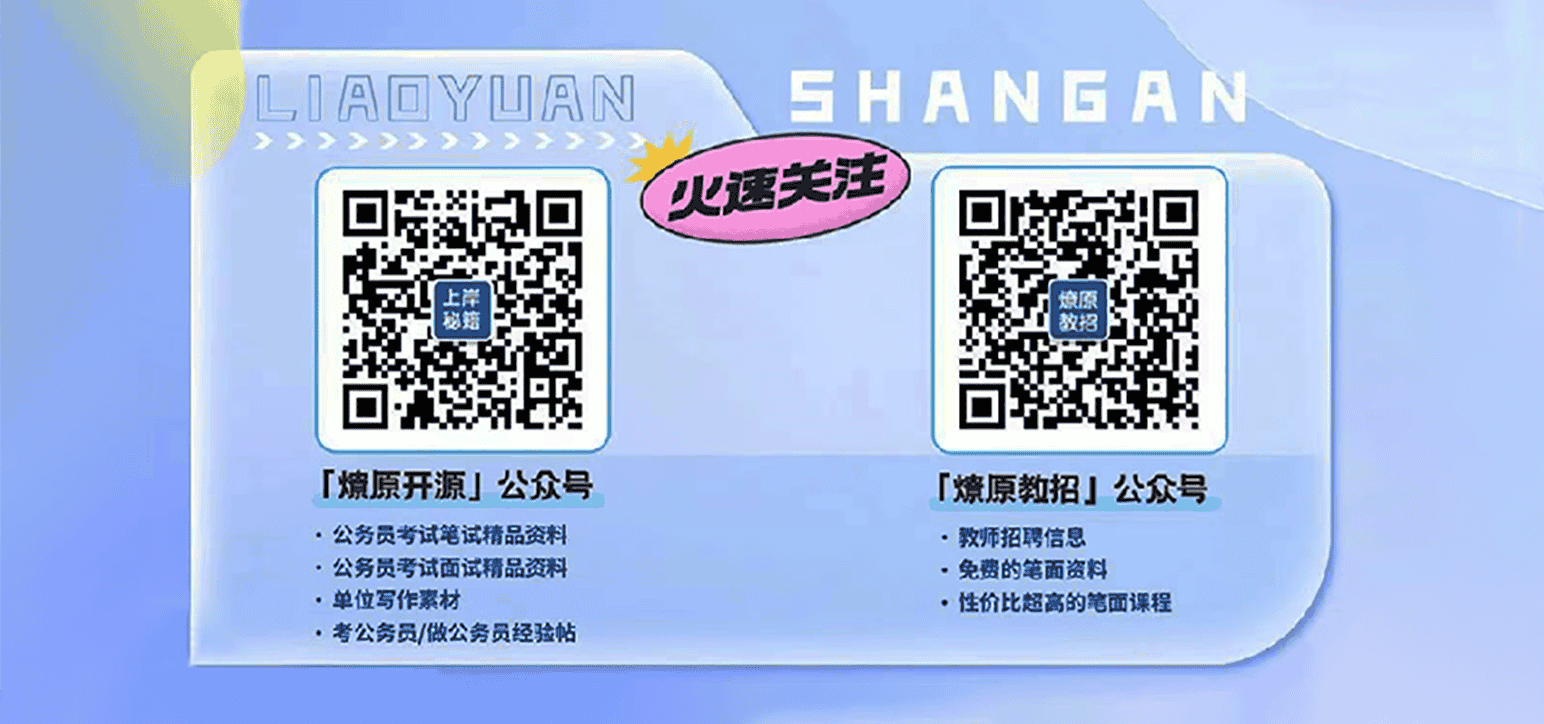 LIAOYUAN
SHANGAN
火速关注
上岸
秘籍
「燎原开源」公众号
· 公务员考试笔试精品资料
· 公务员考试面试精品资料
· 单位写作素材
· 考公务员/做公务员经验帖
燎原
教招
「燎原教招」公众号
· 教师招聘信息
· 免费的笔面资料
· 性价比超高的笔面课程